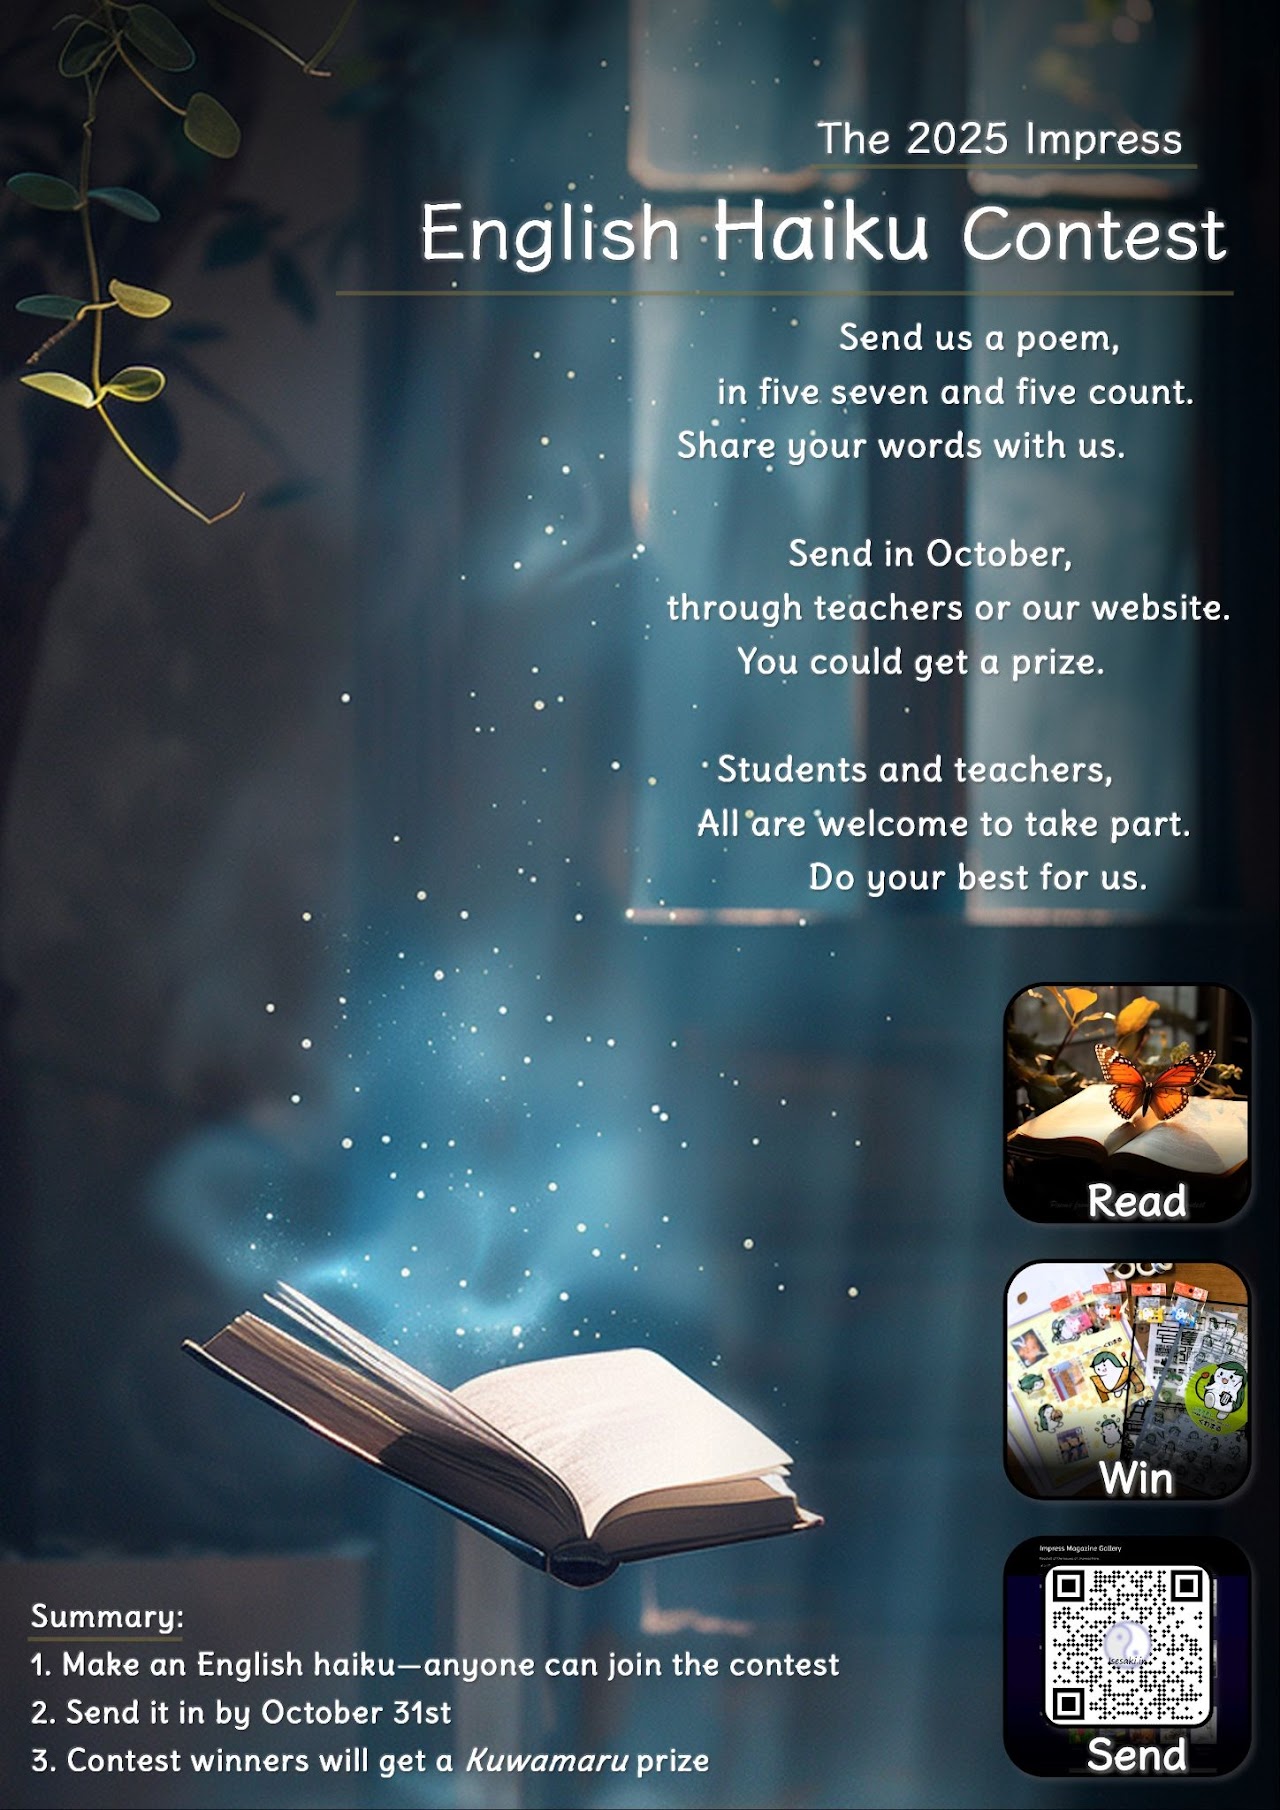 The 2025 Impress
English Haiku Contest
Send us a poem,
in five seven and five count.
Share your words with us.
Send in October,
through teachers or our website.
You could get a prize.
Students and teachers,
All are welcome to take part.
Do your best for us.
Read
Win
Impress Magazine Gallery
sesaki.in
Send
Summary:
1. Make an English haiku—anyone can join the contest
2. Send it in by October 31st
3. Contest winners will get a Kuwamaru prize